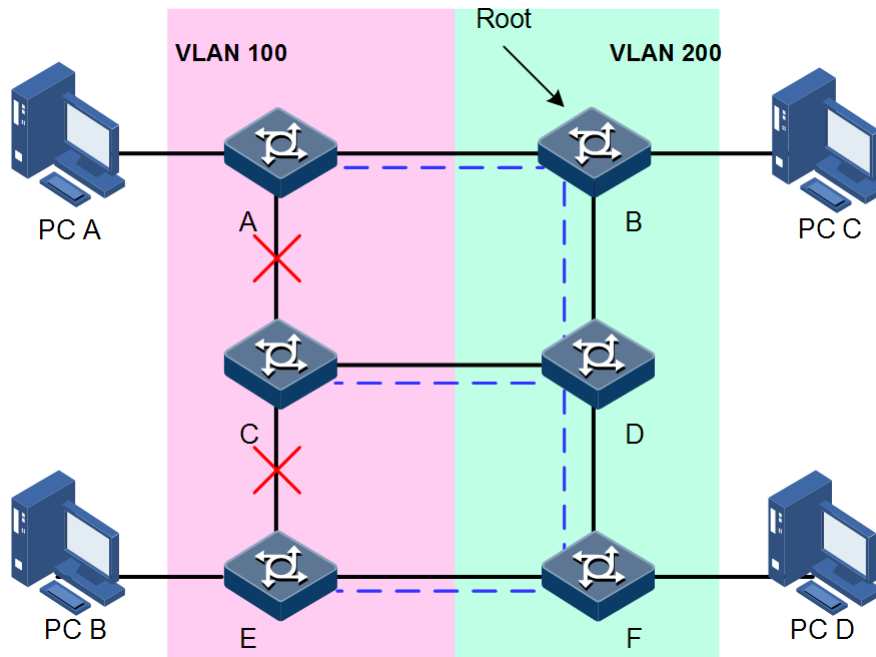 Root
VLAN 100
VLAN 200
PC A
A
B
PC C
C
D
PC B
E
F
PC D